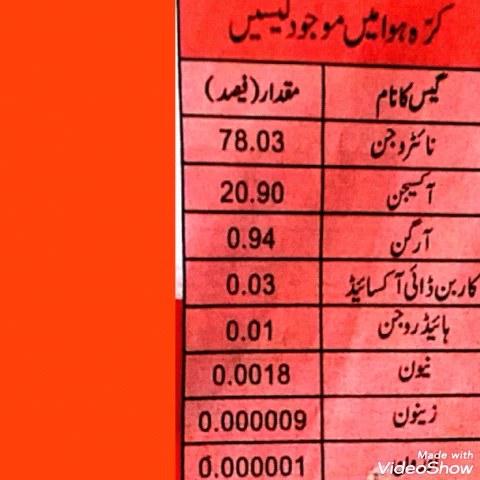 کرّہ ہوا میں موجود گیسیں
گیس کا نام مقدار (فیصد)
نائٹروجن 78.03
آکسیجن 20.90
آرگن 0.94
کاربن ڈائی آکسائیڈ 0.03
ہائیڈروجن 0.01
نیون 0.0018
زینون 0.000009
0.000001
Made with
VideoShow